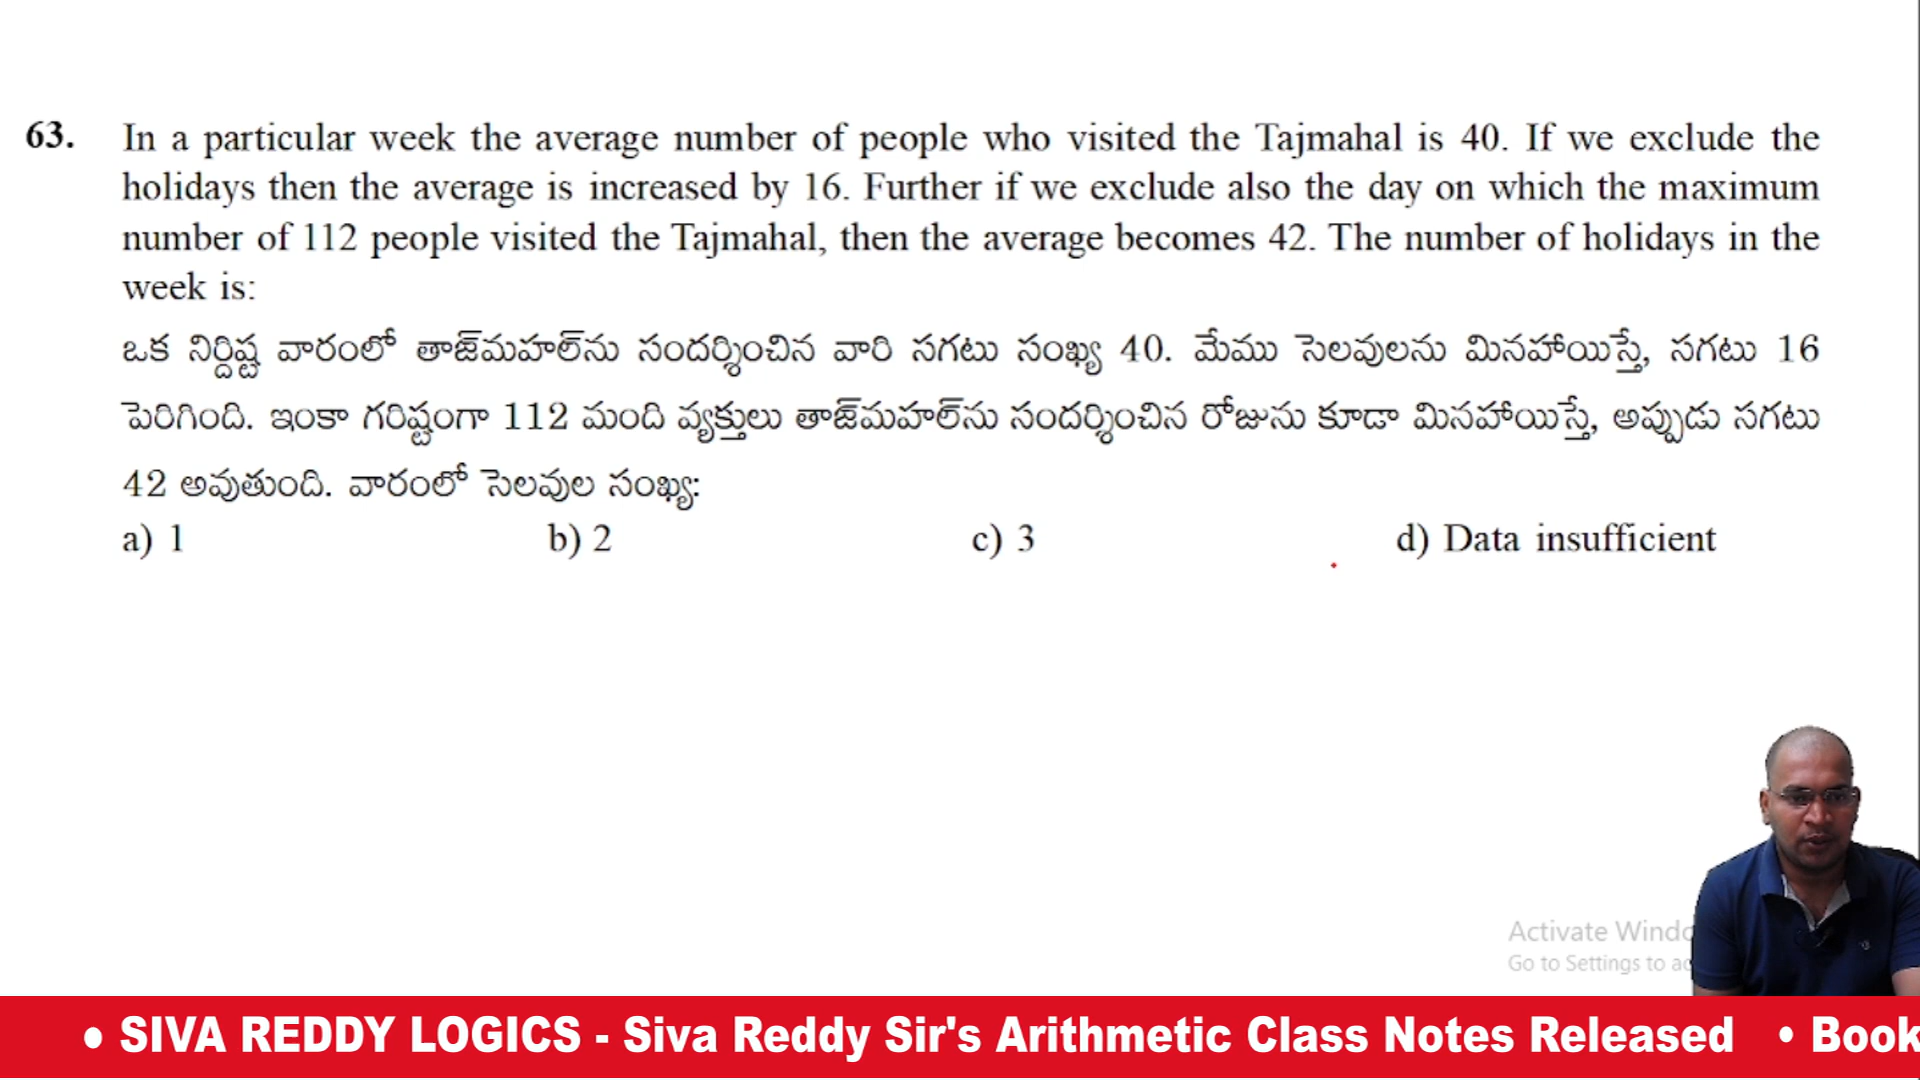 63. In a particular week the average number of people who visited the Tajmahal is 40. If we exclude the
holidays then the average is increased by 16. Further if we exclude also the day on which the maximum
number of 112 people visited the Tajmahal, then the average becomes 42. The number of holidays in the
week is:
ఒక నిర్దిష్ట వారంలో తాజ్‌మహల్‌ను సందర్శించిన వారి సగటు సంఖ్య 40. మేము సెలవులను మినహాయిస్తే, సగటు 16
పెరిగింది. ఇంకా గరిష్టంగా 112 మంది వ్యక్తులు తాజ్‌మహల్‌ను సందర్శించిన రోజును కూడా మినహాయిస్తే, అప్పుడు సగటు
42 అవుతుంది. వారంలో సెలవుల సంఖ్య:
a) 1 b) 2 c) 3 d) Data insufficient
Activate Windo
Go to Settings to ac
• SIVA REDDY LOGICS - Siva Reddy Sir's Arithmetic Class Notes Released • Book